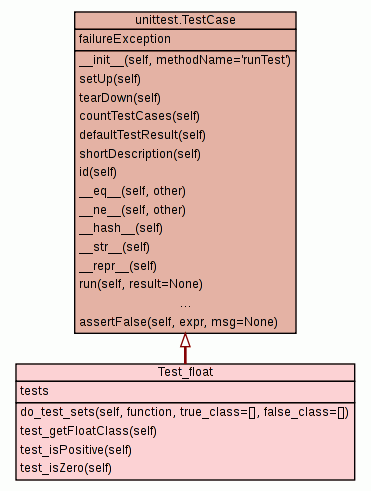 unittest.TestCase
failureException
__init__(self, methodName='runTest')
setUp(self)
tearDown(self)
countTestCases(self)
defaultTestResult(self)
shortDescription(self)
id(self)
__eq__(self, other)
__ne__(self, other)
__hash__(self)
__str__(self)
__repr__(self)
run(self, result=None)
...
assertFalse(self, expr, msg=None)
Test_float
tests
do_test_sets(self, function, true_class=[], false_class=[])
test_getFloatClass(self)
test_isPositive(self)
test_isZero(self)